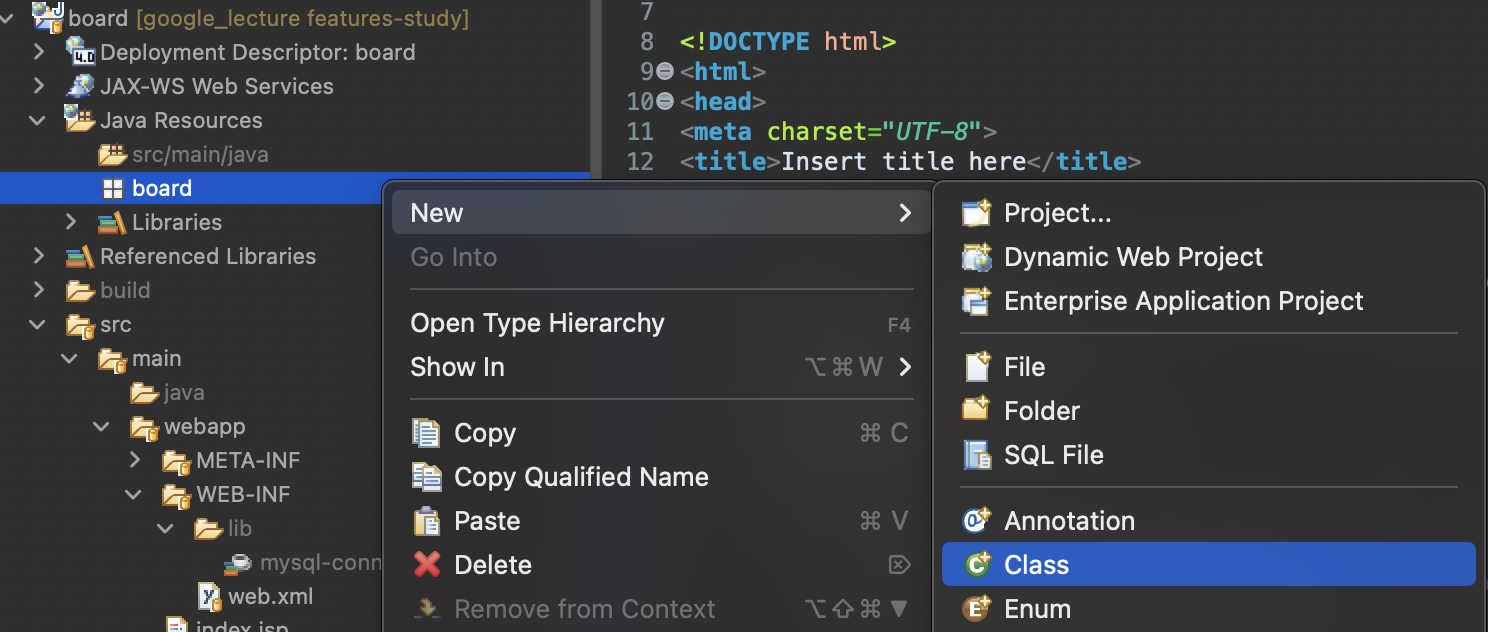 board [google_lecture features-study]
Deployment Descriptor: board
JAX-WS Web Services
Java Resources
src/main/java
board
Libraries
Referenced Libraries
build
src
main
java
webapp
META-INF
WEB-INF
lib
mysql-conn
web.xml
index.jsp
7
8 <!DOCTYPE html>
9 <html>
10 <head>
11 <meta charset="UTF-8">
12 <title>Insert title here</title>
New
Go Into
Open Type Hierarchy F4
Show In ⌥⌘W
Copy ⌘ C
Copy Qualified Name
Paste ⌘ V
Delete ⌦
Remove from Context ⌥⇧⌘▼
Project...
Dynamic Web Project
Enterprise Application Project
File
Folder
SQL File
Annotation
Class
Enum